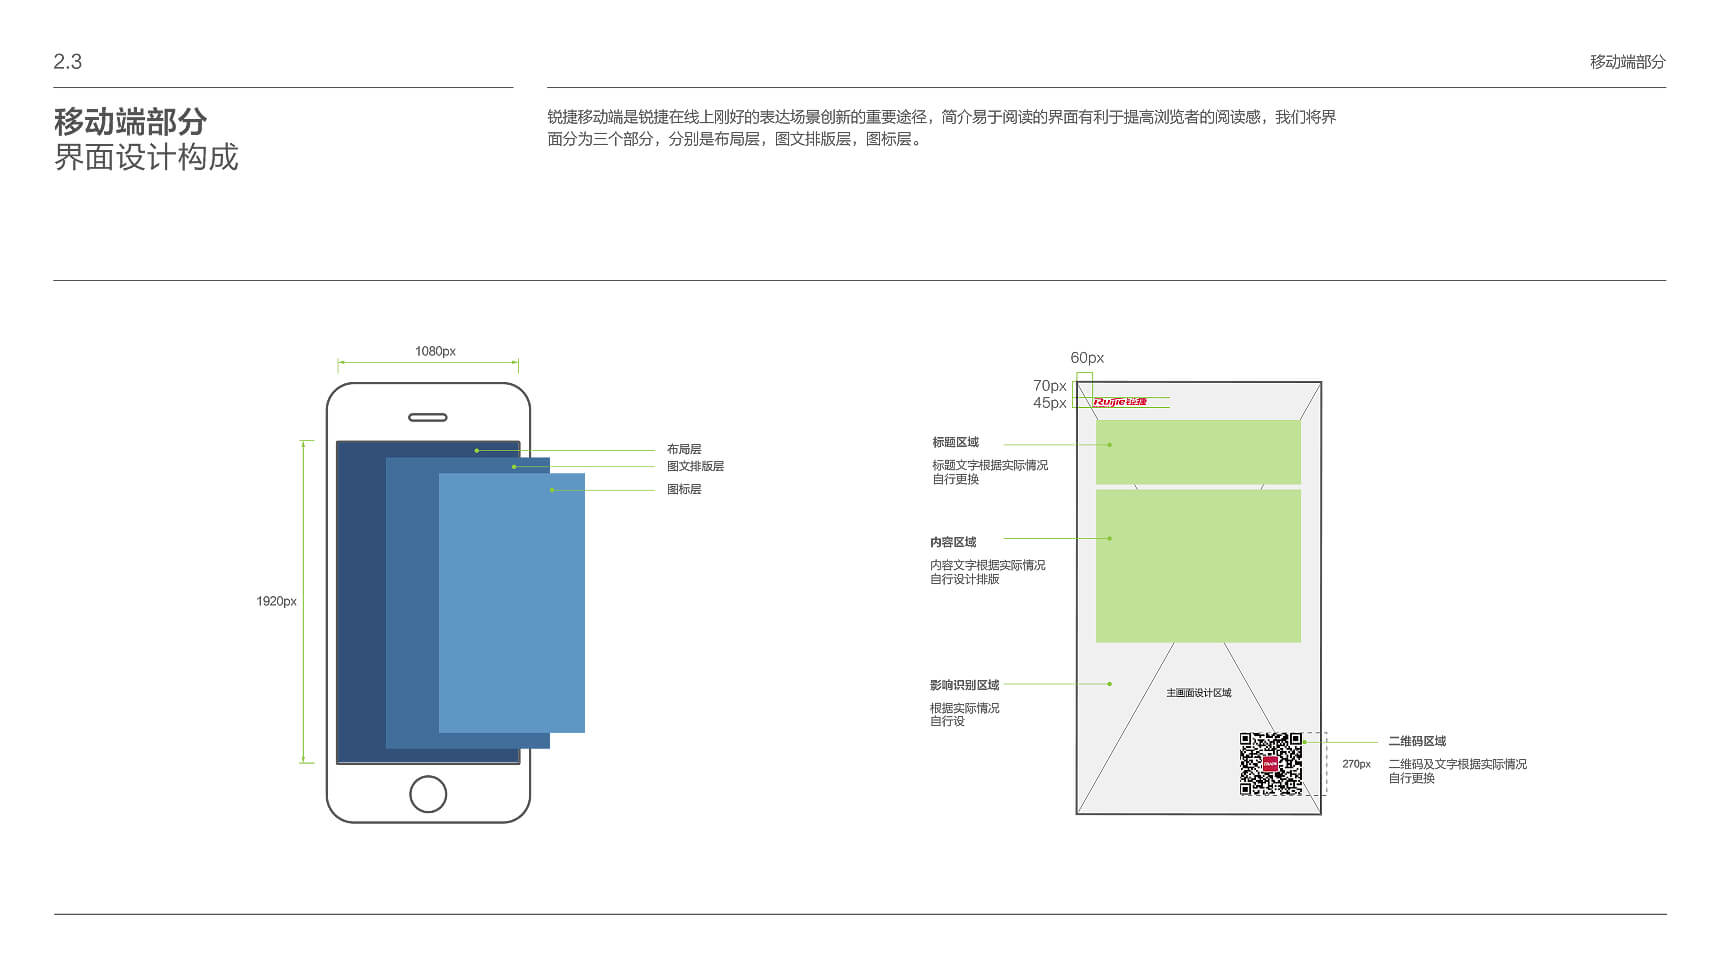 2.3
移动端部分
移动端部分
界面设计构成
锐捷移动端是锐捷在线上刚好的表达场景创新的重要途径，简介易于阅读的界面有利于提高浏览者的阅读感，我们将界
面分为三个部分，分别是布局层，图文排版层，图标层。
1080px
1920px
布局层
图文排版层
图标层
60px
70px
45px
Ruijie锐捷
标题区域
标题文字根据实际情况
自行更换
内容区域
内容文字根据实际情况
自行设计排版
影响识别区域
根据实际情况
自行设
主画面设计区域
二维码区域
270px
二维码及文字根据实际情况
自行更换